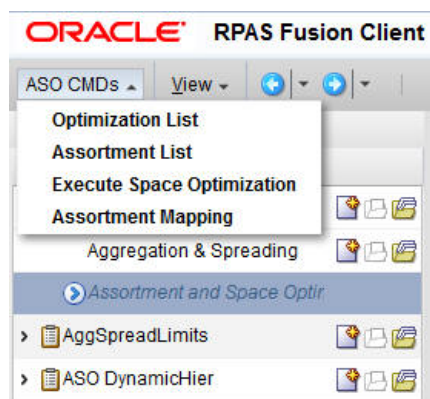 ORACLE® RPAS Fusion Client
ASO CMDs View
Optimization List
Assortment List
Execute Space Optimization
Assortment Mapping
Aggregation & Spreading
Assortment and Space Optir
AggSpreadLimits
ASO DynamicHier